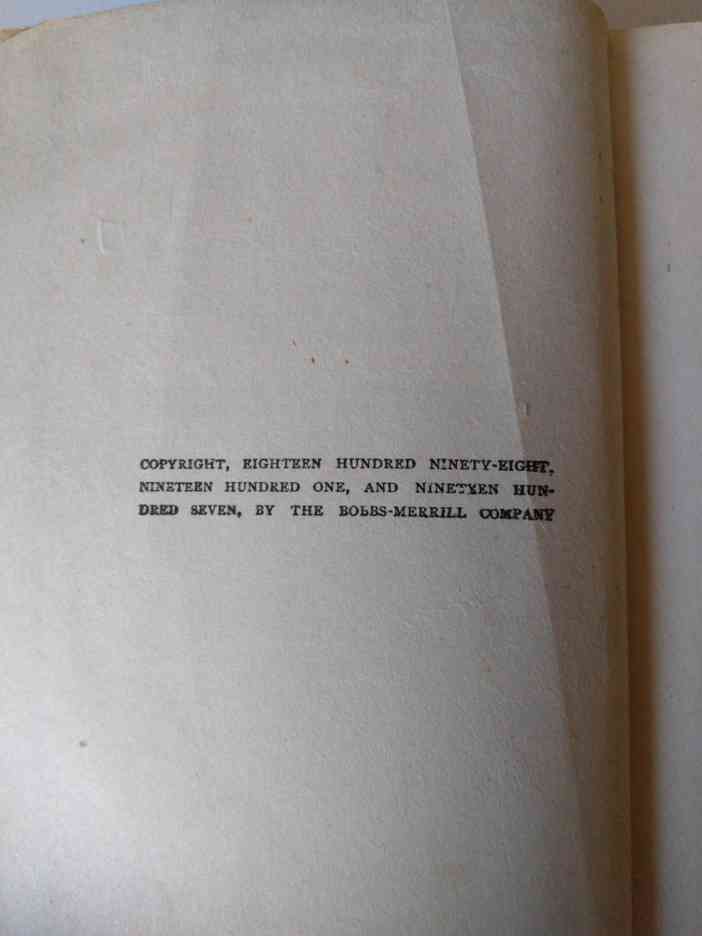 COPYRIGHT, EIGHTEEN HUNDRED NINETY-EIGHT,
NINETEEN HUNDRED ONE, AND NINETEEN HUN-
DRED SEVEN, BY THE BOBBS-MERRILL COMPANY